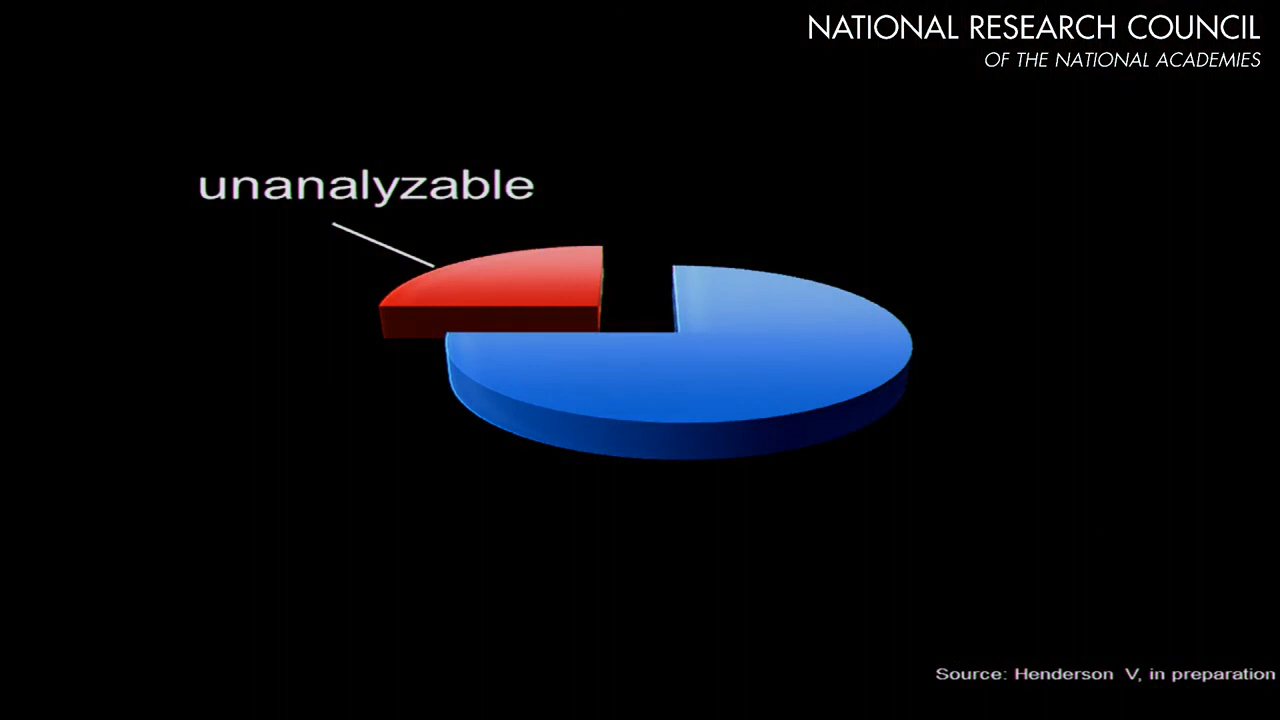 NATIONAL RESEARCH COUNCIL
OF THE NATIONAL ACADEMIES
unanalyzable
Source: Henderson V, in preparation